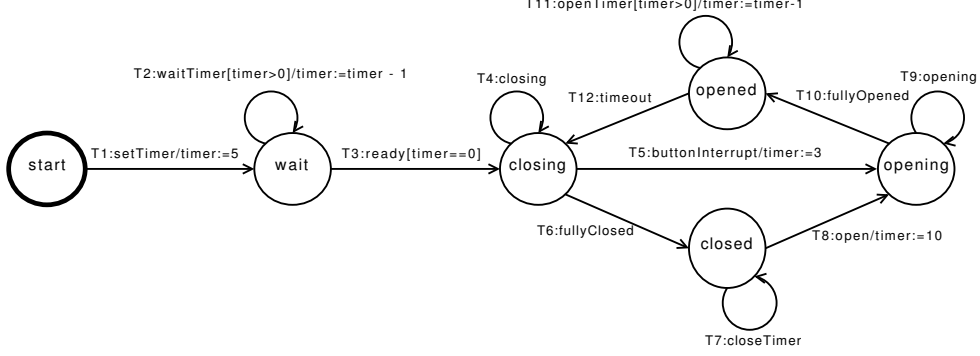 T11:openTimer[timer>0]/timer:=timer-1
T2:waitTimer[timer>0]/timer:=timer - 1
T4:closing
T9:opening
opened
T12:timeout
T10:fullyOpened
start
T1:setTimer/timer:=5
wait
T3:ready[timer==0]
closing
T5:buttonInterrupt/timer:=3
opening
T6:fullyClosed
closed
T8:open/timer:=10
T7:closeTimer